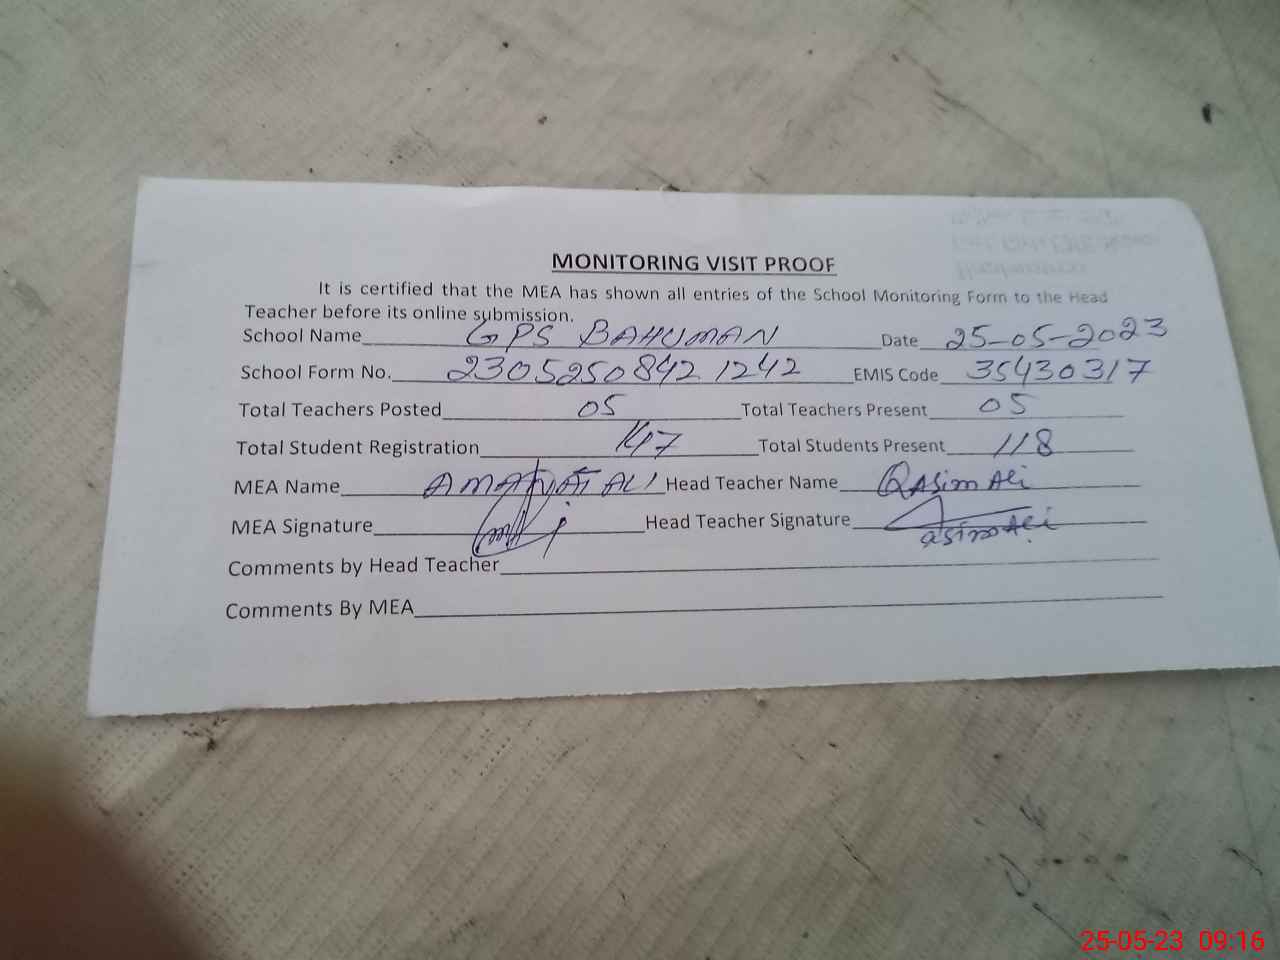 MONITORING VISIT PROOF
It is certified that the MEA has shown all entries of the School Monitoring Form to the Head
Teacher before its online submission.
School Name GPS BAHUMAN Date 25-05-2023
School Form No. 23052508421242 EMIS Code 35430317
Total Teachers Posted 05 Total Teachers Present 05
Total Student Registration 147 Total Students Present 118
MEA Name AMANAT ALI Head Teacher Name Qasim Ali
MEA Signature Head Teacher Signature Qasim Ali
Comments by Head Teacher
Comments By MEA
25-05-23 09:16